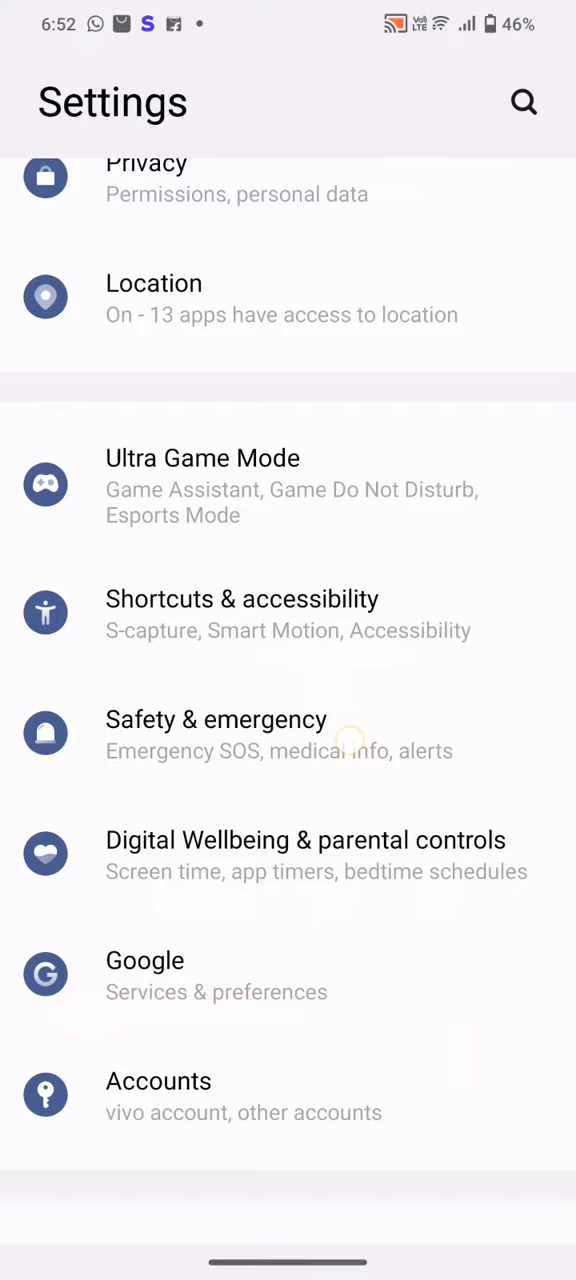 6:52 S 46%
Vo)
LTE
Settings
Privacy
Permissions, personal data
Location
On - 13 apps have access to location
Ultra Game Mode
Game Assistant, Game Do Not Disturb,
Esports Mode
Shortcuts & accessibility
S-capture, Smart Motion, Accessibility
Safety & emergency
Emergency SOS, medical info, alerts
Digital Wellbeing & parental controls
Screen time, app timers, bedtime schedules
Google
Services & preferences
Accounts
vivo account, other accounts